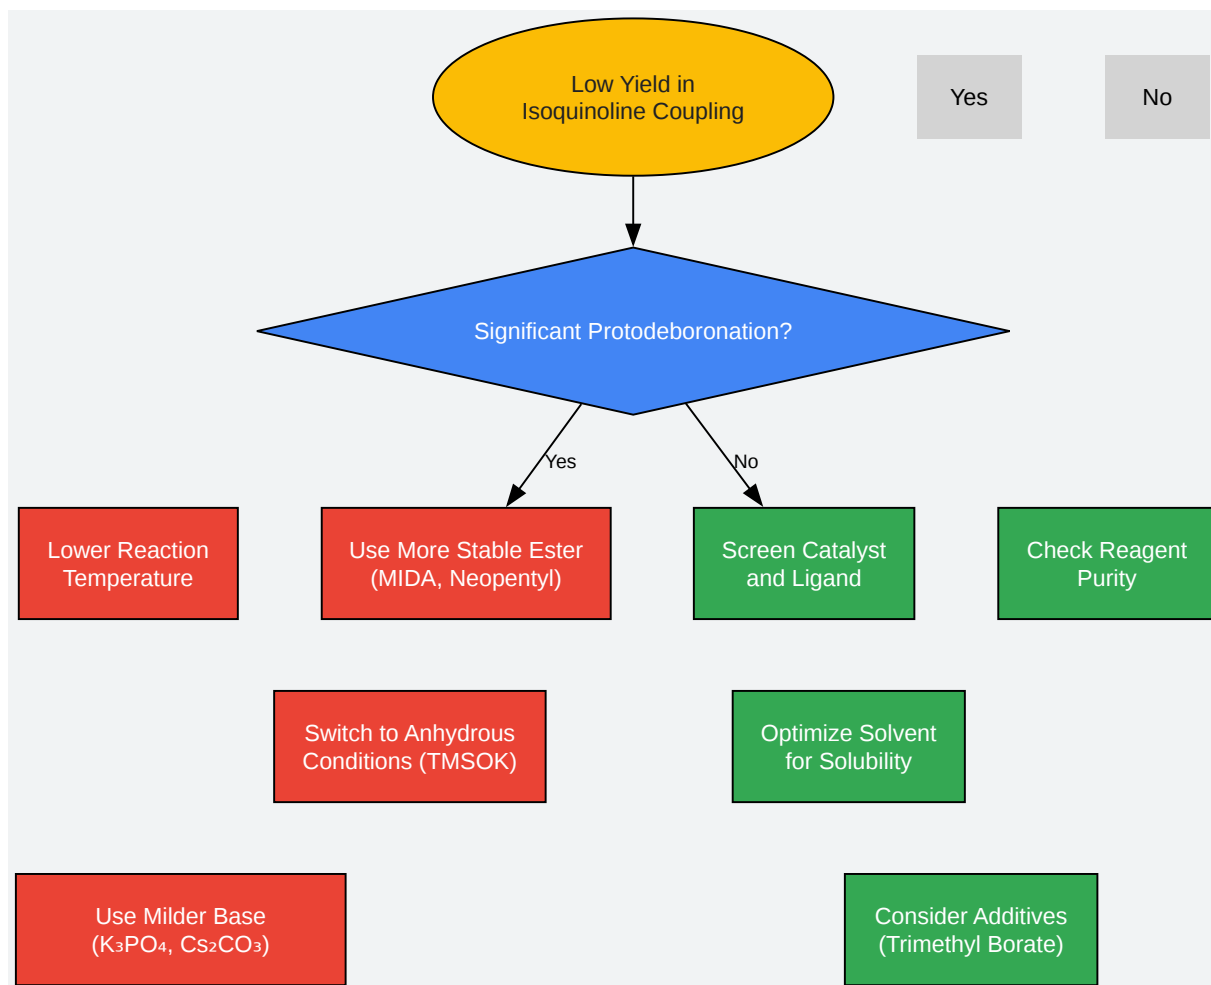 Low Yield in
Isoquinoline Coupling
Yes
No
Significant Protodeboronation?
Yes
No
Lower Reaction
Temperature
Use More Stable Ester
(MIDA, Neopentyl)
Screen Catalyst
and Ligand
Check Reagent
Purity
Switch to Anhydrous
Conditions (TMSOK)
Optimize Solvent
for Solubility
Use Milder Base
(K₃PO₄, Cs₂CO₃)
Consider Additives
(Trimethyl Borate)